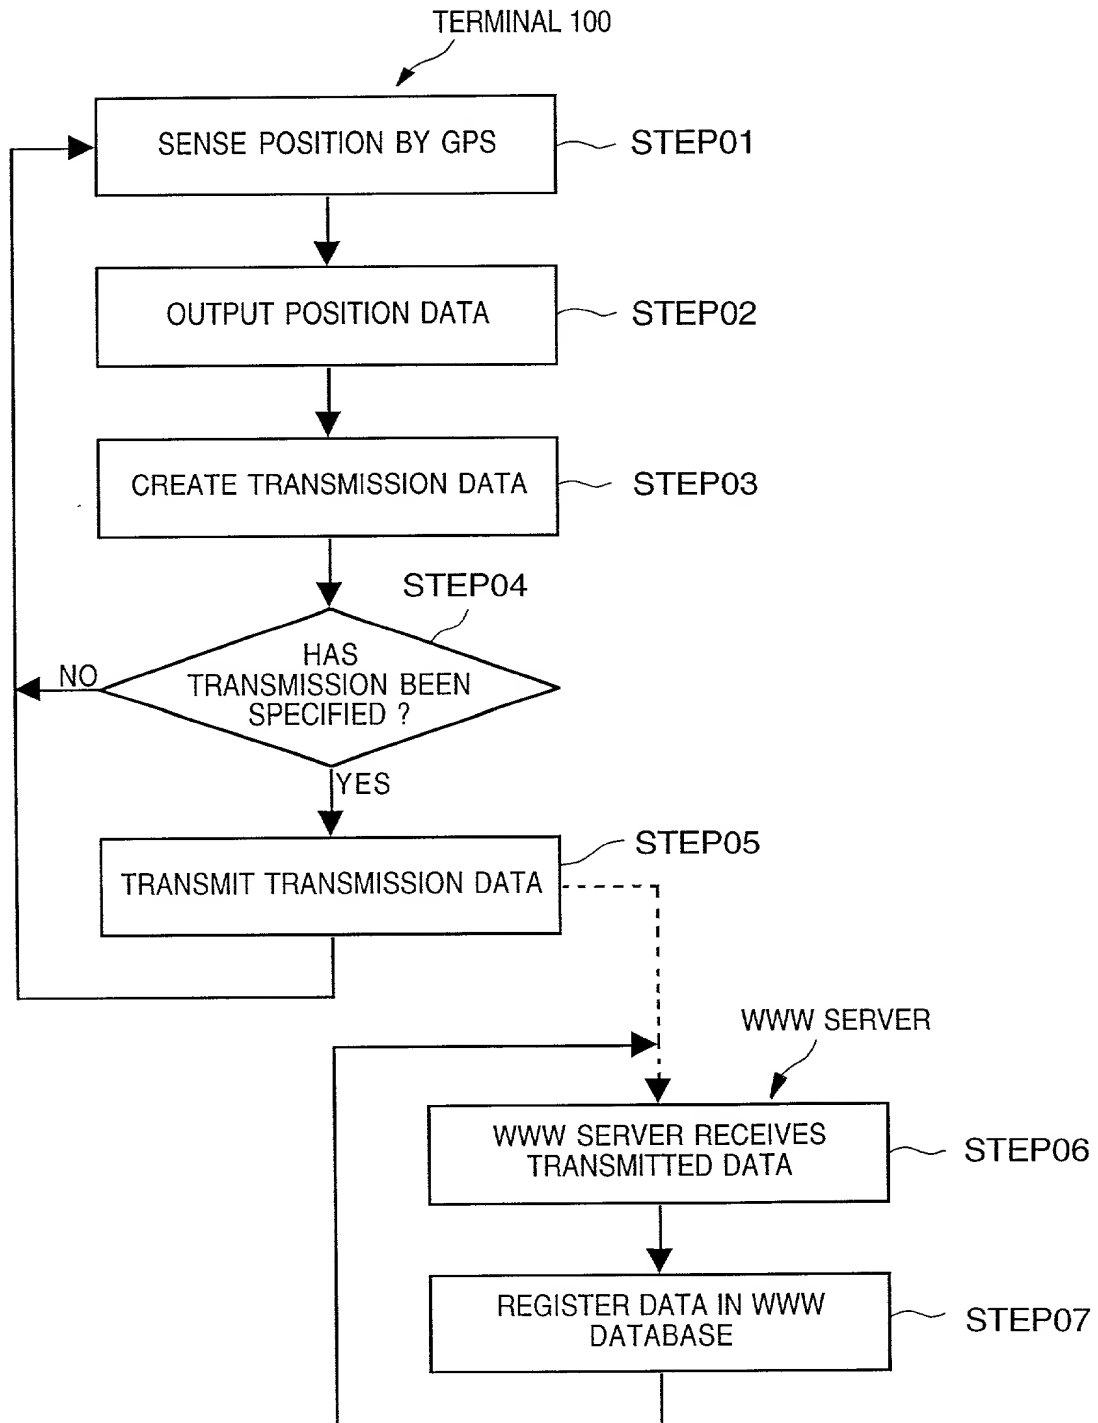 TERMINAL 100
SENSE POSITION BY GPS
STEP01
OUTPUT POSITION DATA
STEP02
CREATE TRANSMISSION DATA
STEP03
STEP04
HAS
TRANSMISSION BEEN
SPECIFIED ?
NO
YES
STEP05
TRANSMIT TRANSMISSION DATA
WWW SERVER
WWW SERVER RECEIVES
TRANSMITTED DATA
STEP06
REGISTER DATA IN WWW
DATABASE
STEP07